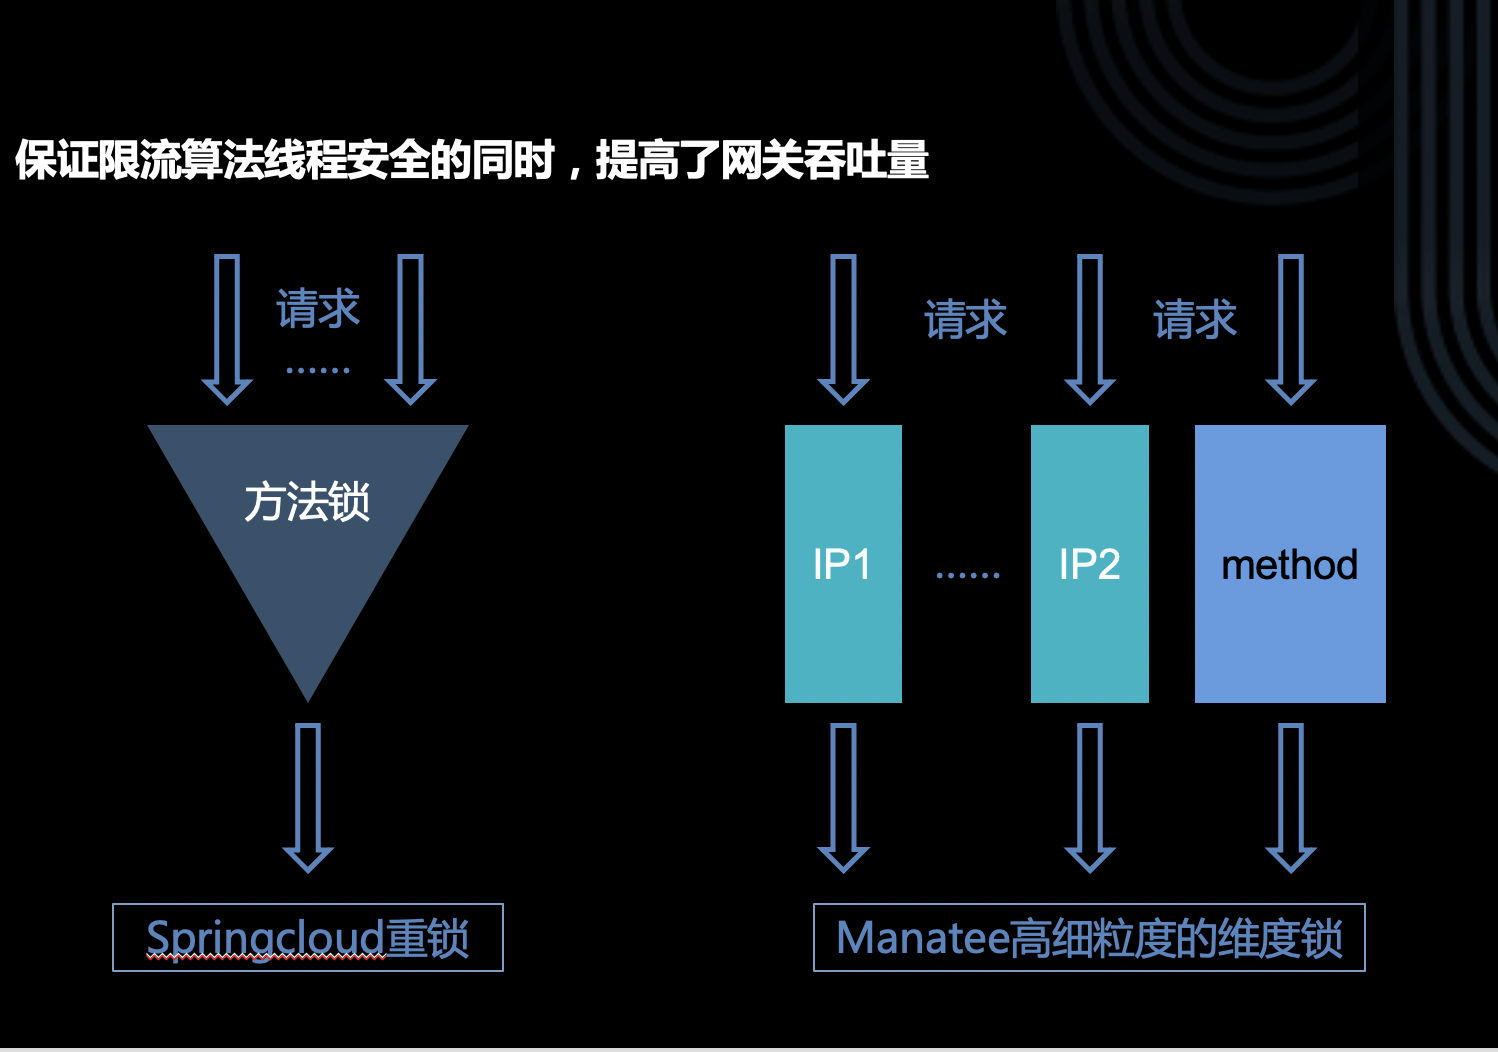 保证限流算法线程安全的同时，提高了网关吞吐量
请求
……
请求
请求
方法锁
IP1
……
IP2
method
Springcloud重锁
Manatee高细粒度的维度锁